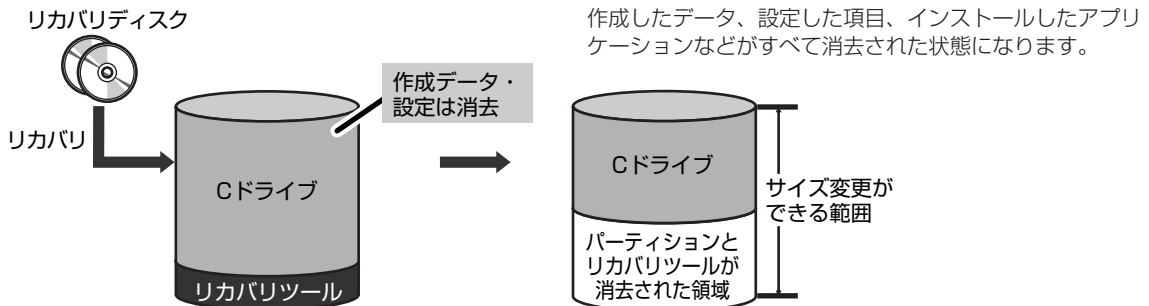 リカバリディスク
リカバリ
作成データ・
設定は消去
Cドライブ
リカバリツール
作成したデータ、設定した項目、インストールしたアプリ
ケーションなどがすべて消去された状態になります。
Cドライブ
パーティションと
リカバリツールが
消去された領域
サイズ変更が
できる範囲